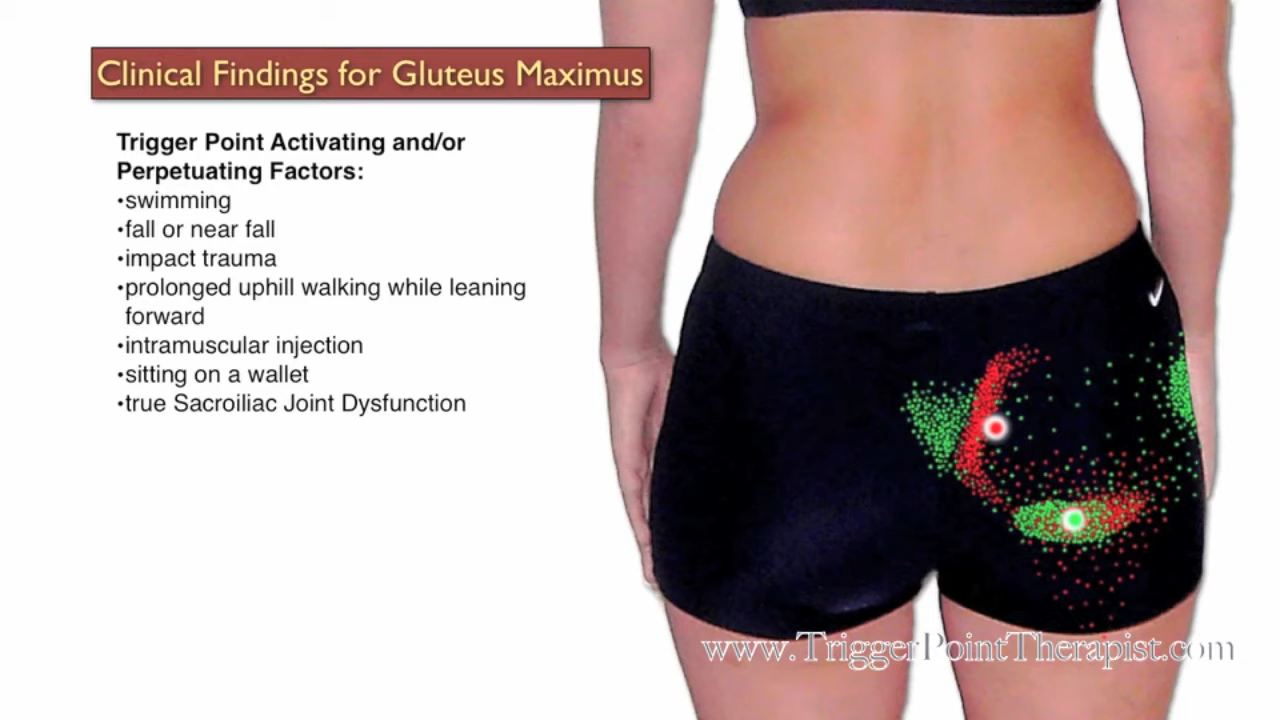 Clinical Findings for Gluteus Maximus
Trigger Point Activating and/or
Perpetuating Factors:
•swimming
•fall or near fall
•impact trauma
•prolonged uphill walking while leaning
forward
•intramuscular injection
•sitting on a wallet
•true Sacroiliac Joint Dysfunction
www.TriggerPointTherapist.com